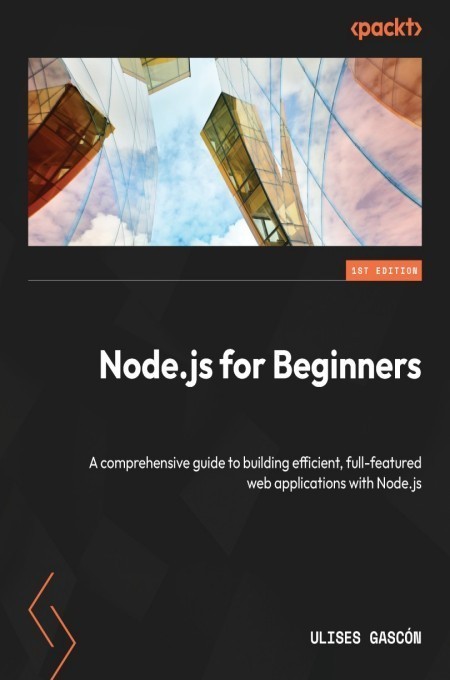 <packt>
1ST EDITION
Node.js for Beginners
A comprehensive guide to building efficient, full-featured
web applications with Node.js
ULISES GASCÓN